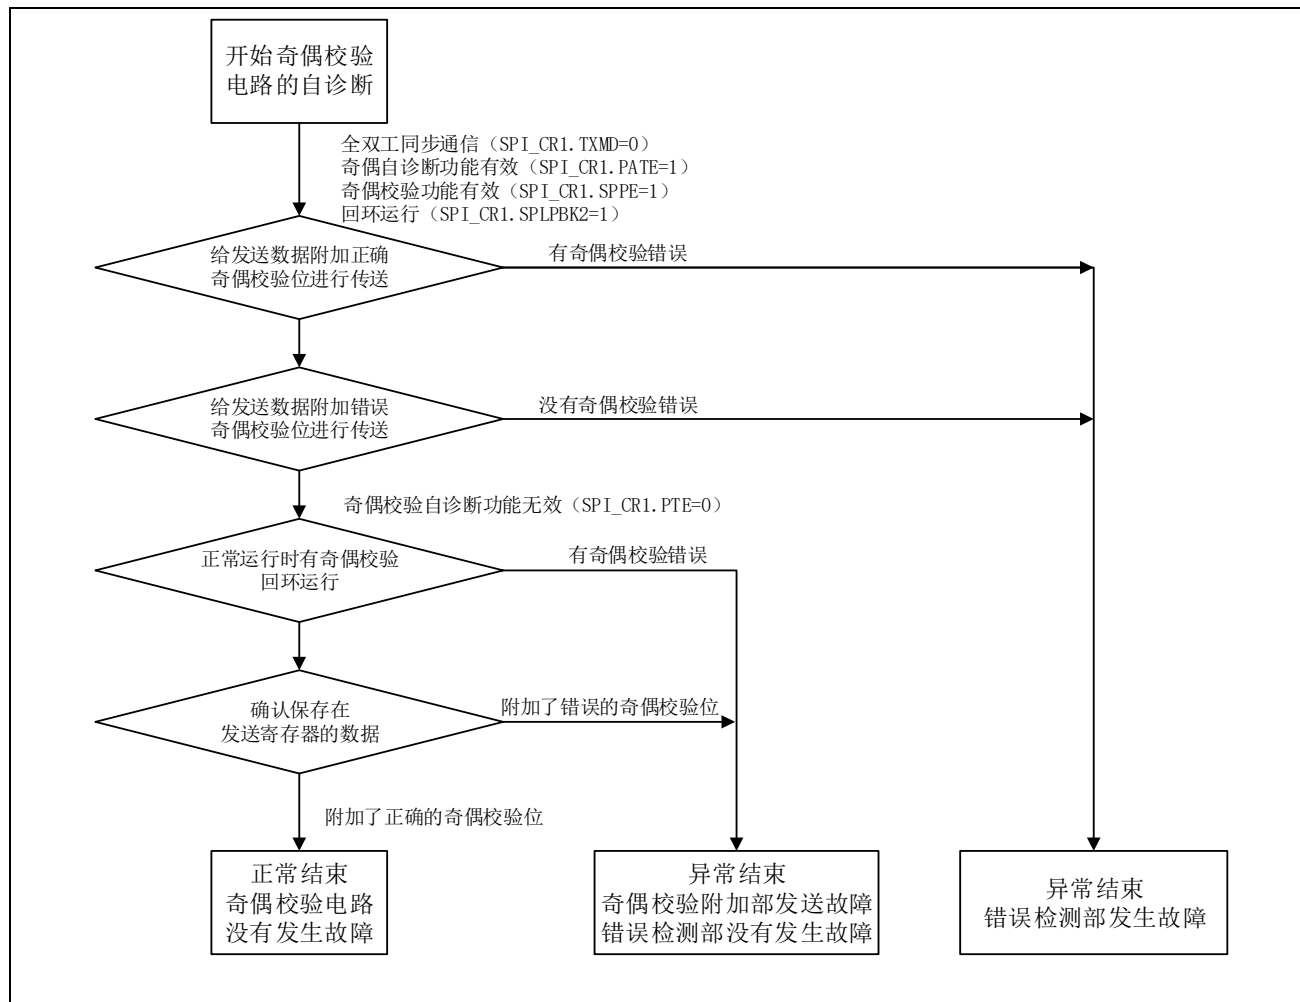 开始奇偶校验
电路的自诊断
全双工同步通信（SPI_CR1.TXMD=0）
奇偶自诊断功能有效（SPI_CR1.PATE=1）
奇偶校验功能有效（SPI_CR1.SPPE=1）
回环运行（SPI_CR1.SPLPBK2=1）
给发送数据附加正确
奇偶校验位进行传送
有奇偶校验错误
给发送数据附加错误
奇偶校验位进行传送
没有奇偶校验错误
奇偶校验自诊断功能无效（SPI_CR1.PTE=0）
正常运行时有奇偶校验
回环运行
有奇偶校验错误
确认保存在
发送寄存器的数据
附加了错误的奇偶校验位
附加了正确的奇偶校验位
正常结束
奇偶校验电路
没有发生故障
异常结束
奇偶校验附加部发送故障
错误检测部没有发生故障
异常结束
错误检测部发生故障